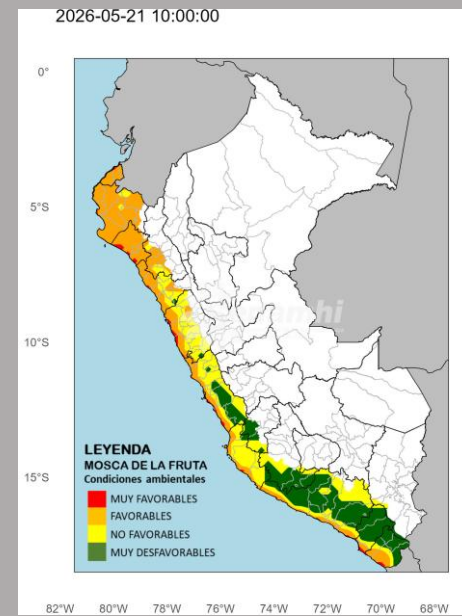 2026-05-21 10:00:00
0°
5°S
10°S
15°S
LEYENDA
MOSCA DE LA FRUTA
Condiciones ambientales
MUY FAVORABLES
FAVORABLES
NO FAVORABLES
MUY DESFAVORABLES
82°W 80°W 78°W 76°W 74°W 72°W 70°W 68°W